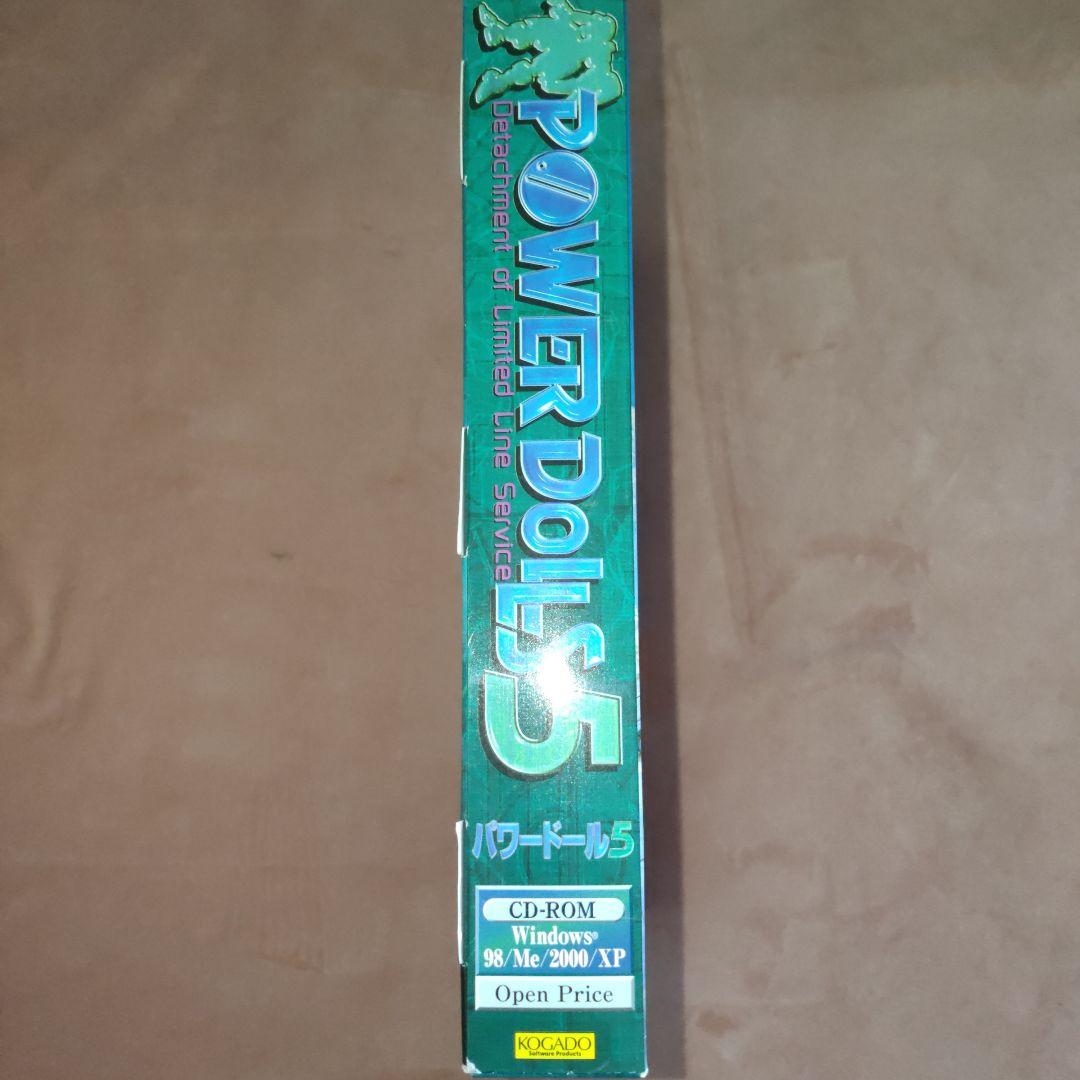 POWER DOLLS 5
Detachment of Limited Line Service
パワードール5
CD-ROM
Windows®
98/Me/2000/XP
Open Price
KOGADO
Software Products